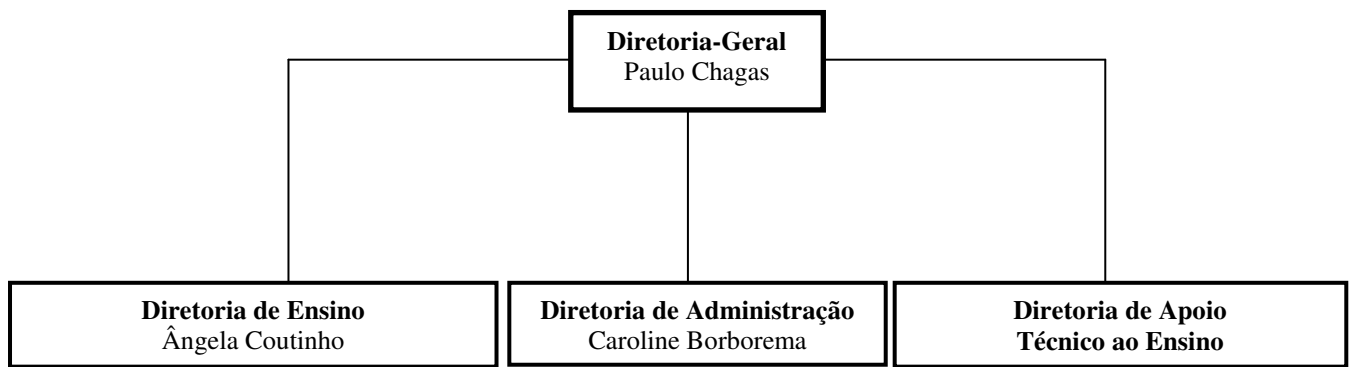 Diretoria-Geral
Paulo Chagas
Diretoria de Ensino
Ângela Coutinho
Diretoria de Administração
Caroline Borborema
Diretoria de Apoio
Técnico ao Ensino